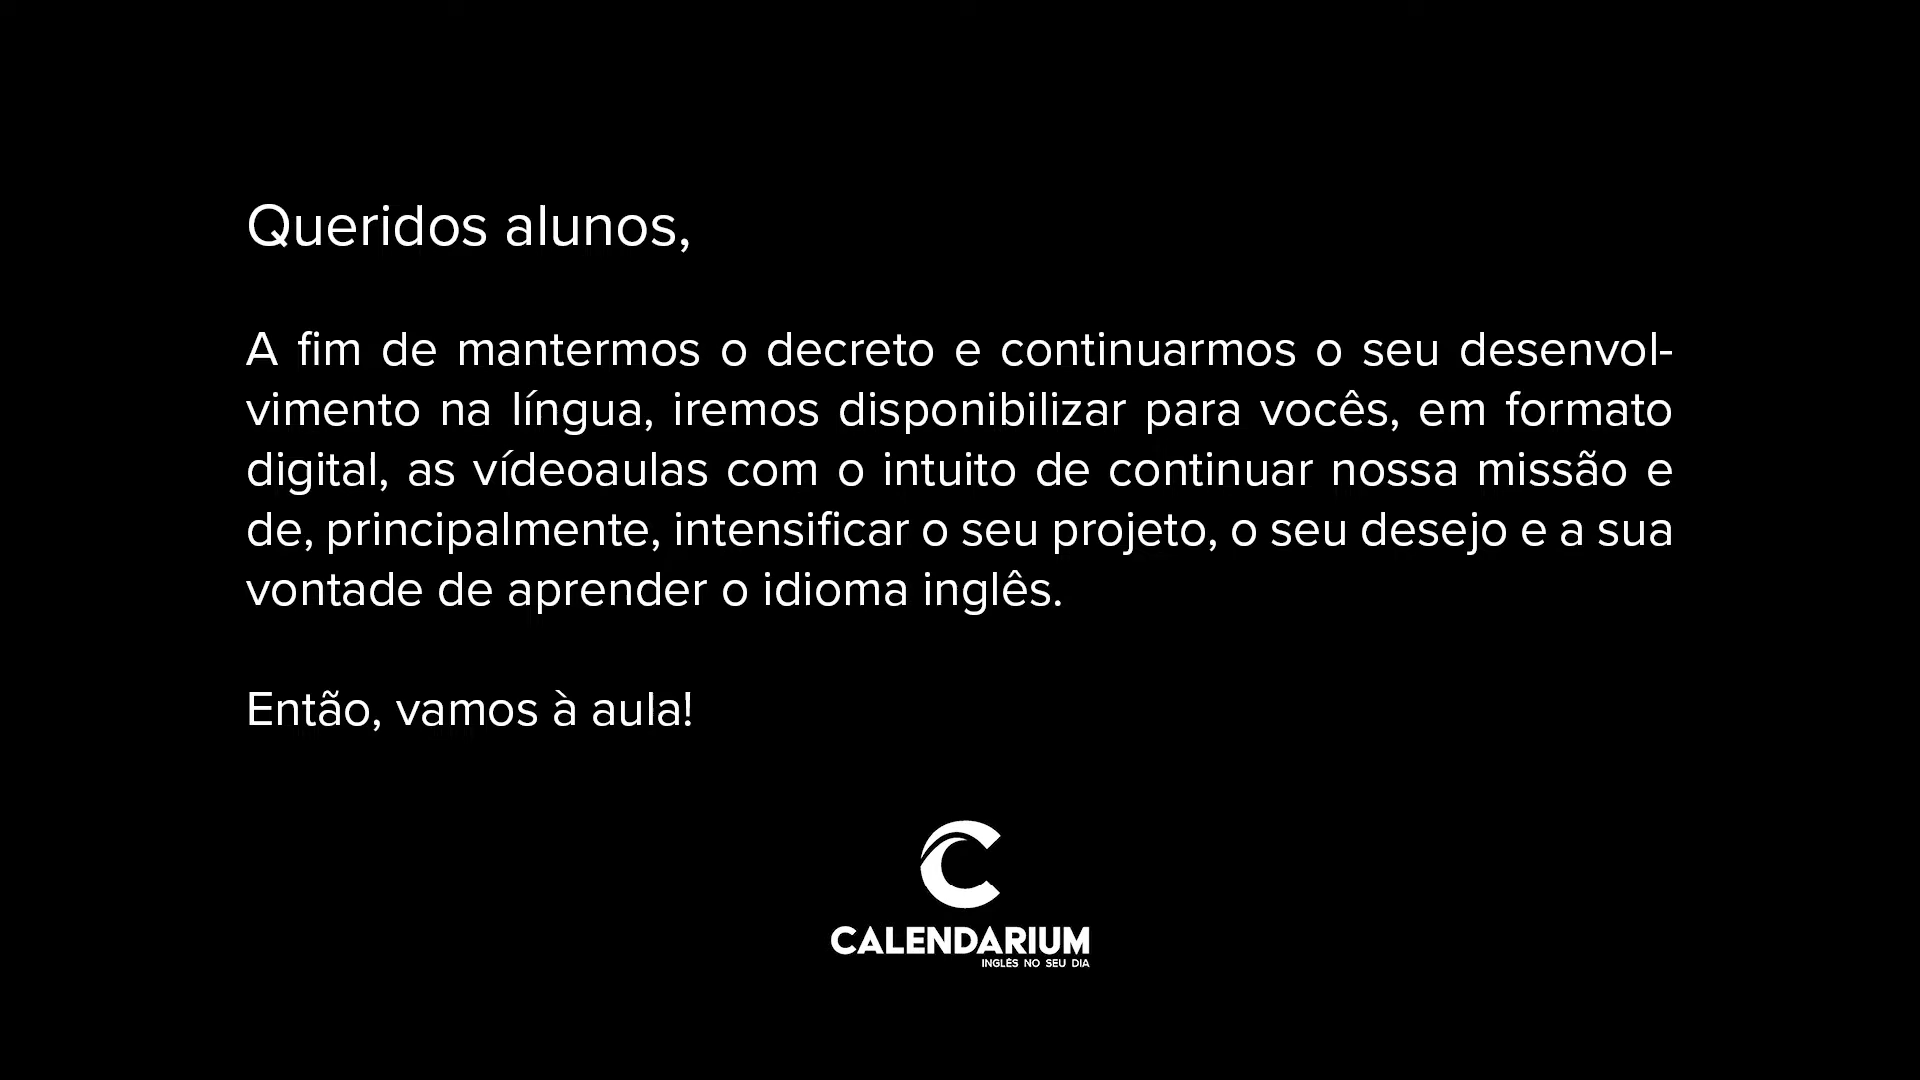 Queridos alunos,
A fim de mantermos o decreto e continuarmos o seu desenvol-
vimento na língua, iremos disponibilizar para vocês, em formato
digital, as vídeoaulas com o intuito de continuar nossa missão e
de, principalmente, intensificar o seu projeto, o seu desejo e a sua
vontade de aprender o idioma inglês.
Então, vamos à aula!
CALENDARIUM
INGLÊS NO SEU DIA